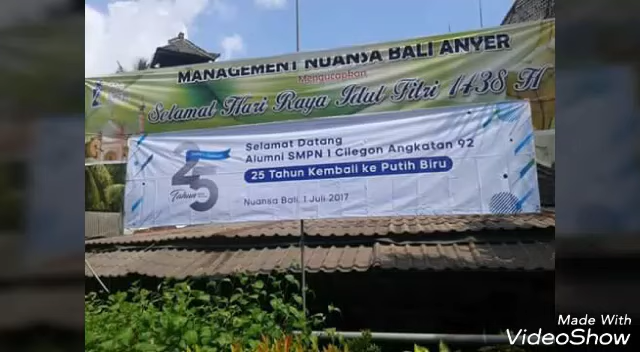 MANAGEMENT NUANSA BALI ANYER
Mengucapkan
Selamat Hari Raya Idul Fitri 1438 H
Selamat Datang
Alumni SMPN 1 Cilegon Angkatan 92
25 Tahun Kembali ke Putih Biru
25
Tahun
Nuansa Bali, 1 Juli 2017
Made With
VideoShow